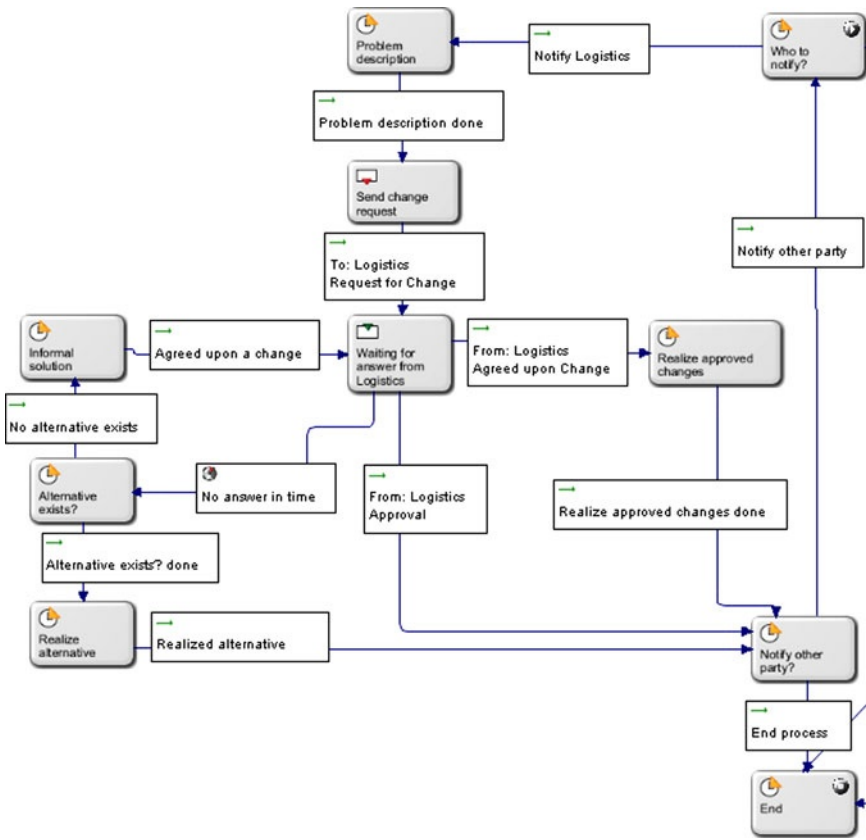 Problem
description
Notify Logistics
Who to
notify?
Problem description done
Send change
request
Notify other party
To: Logistics
Request for Change
Informal
solution
Agreed upon a change
Waiting for
answer from
Logistics
From: Logistics
Agreed upon Change
Realize approved
changes
No alternative exists
Alternative
exists?
No answer in time
From: Logistics
Approval
Realize approved changes done
Alternative exists? done
Realize
alternative
Realized alternative
Notify other
party?
End process
End